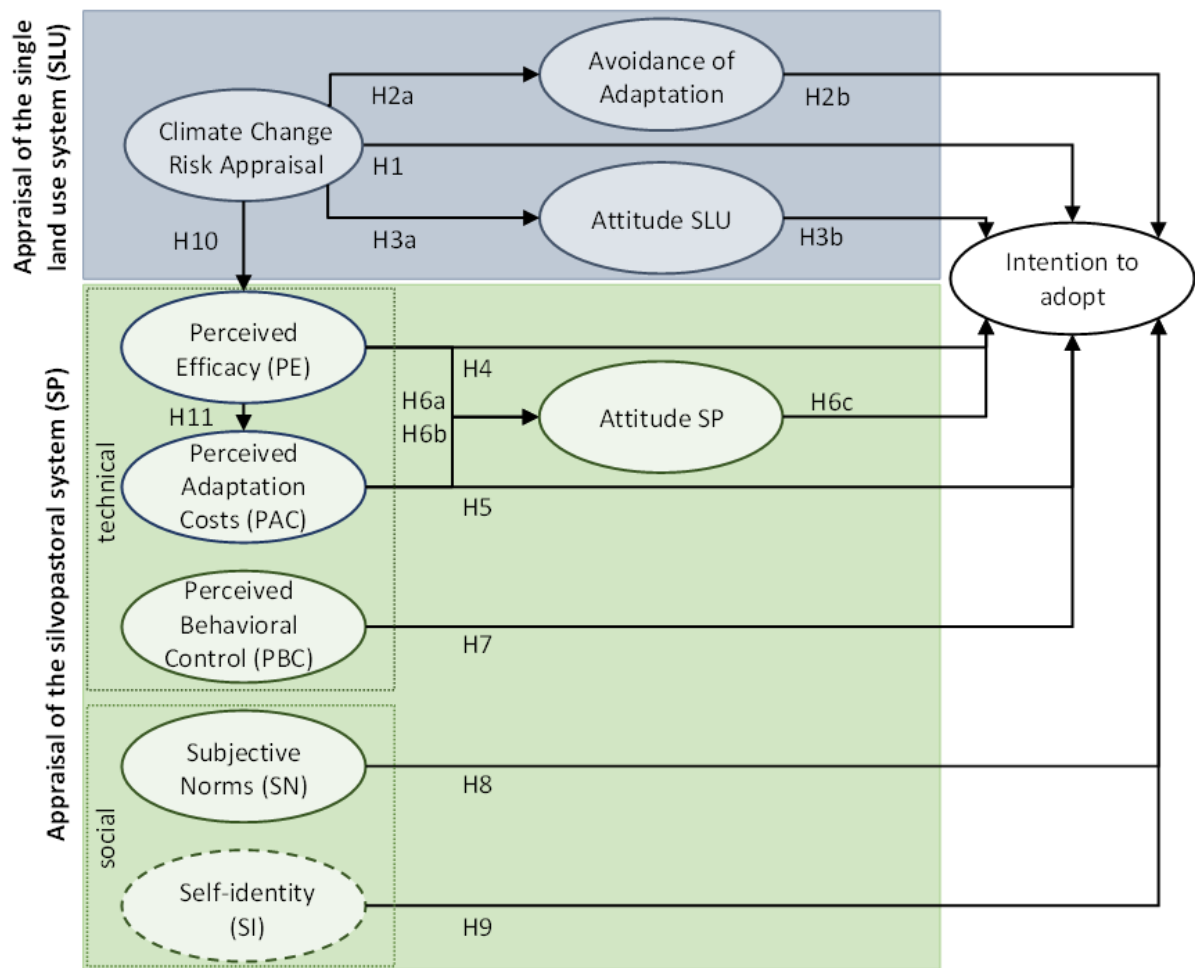 Appraisal of the single
land use system (SLU)
Avoidance of
Adaptation
H2a
H2b
Climate Change
Risk Appraisal
H1
Attitude SLU
H3a
H3b
H10
Intention to
adopt
Appraisal of the silvopastoral system (SP)
technical
Perceived
Efficacy (PE)
H4
H6a
H6b
Attitude SP
H6c
H11
Perceived
Adaptation
Costs (PAC)
H5
Perceived
Behavioral
Control (PBC)
H7
social
Subjective
Norms (SN)
H8
Self-identity
(SI)
H9